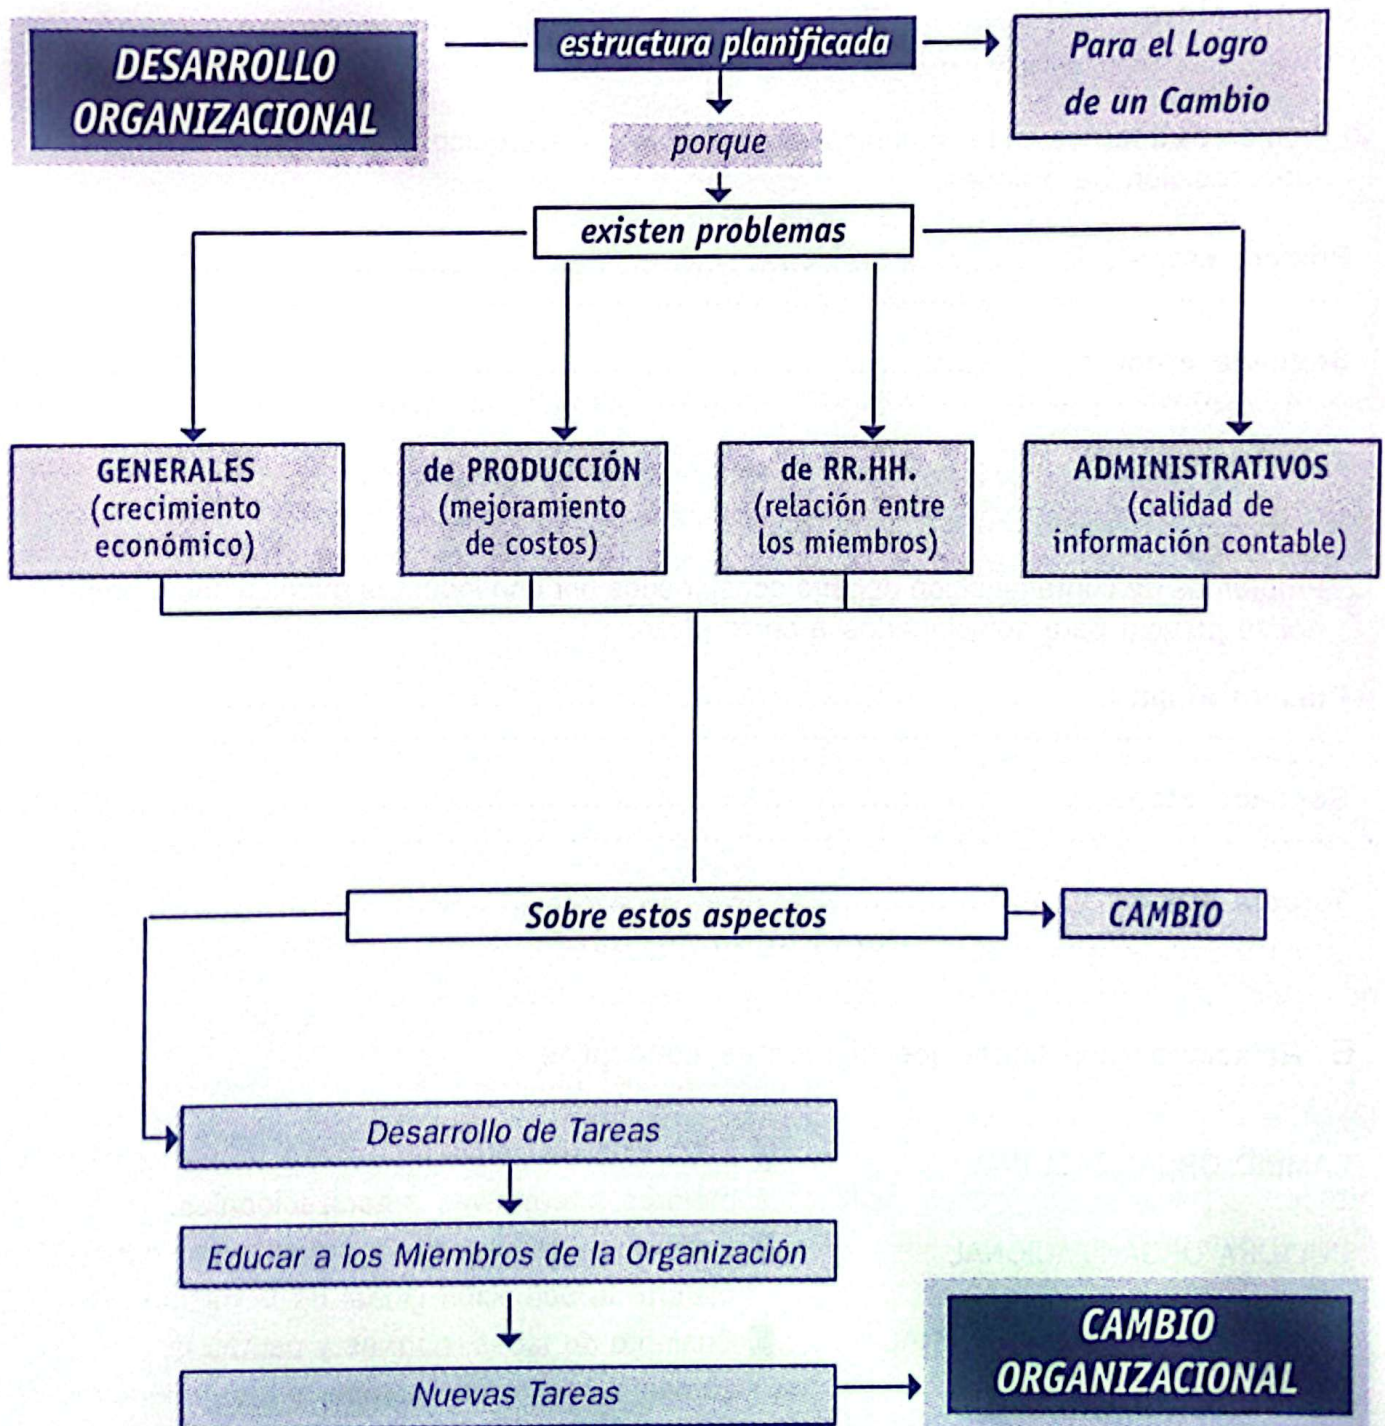 DESARROLLO
ORGANIZACIONAL
estructura planificada
Para el Logro
de un Cambio
porque
existen problemas
GENERALES
(crecimiento
económico)
de PRODUCCIÓN
(mejoramiento
de costos)
de RR.HH.
(relación entre
los miembros)
ADMINISTRATIVOS
(calidad de
información contable)
Sobre estos aspectos
CAMBIO
Desarrollo de Tareas
Educar a los Miembros de la Organización
Nuevas Tareas
CAMBIO
ORGANIZACIONAL